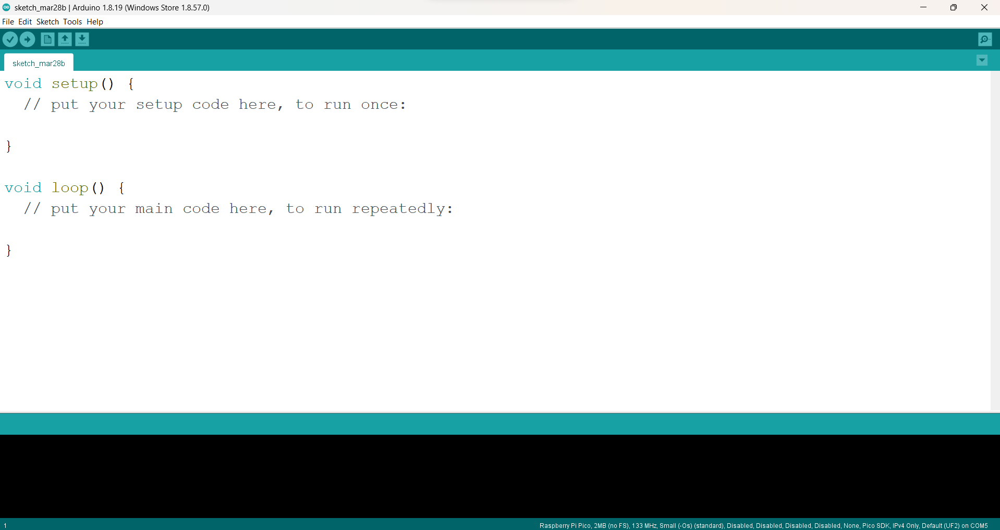 sketch_mar28b | Arduino 1.8.19 (Windows Store 1.8.57.0)
File Edit Sketch Tools Help
sketch_mar28b
void setup() {
  // put your setup code here, to run once:
}
void loop() {
  // put your main code here, to run repeatedly:
}
1
Raspberry Pi Pico, 2MB (no FS), 133 MHz, Small (-Os) (standard), Disabled, Disabled, Disabled, Disabled, None, Pico SDK, IPv4 Only, Default (UF2) on COM5